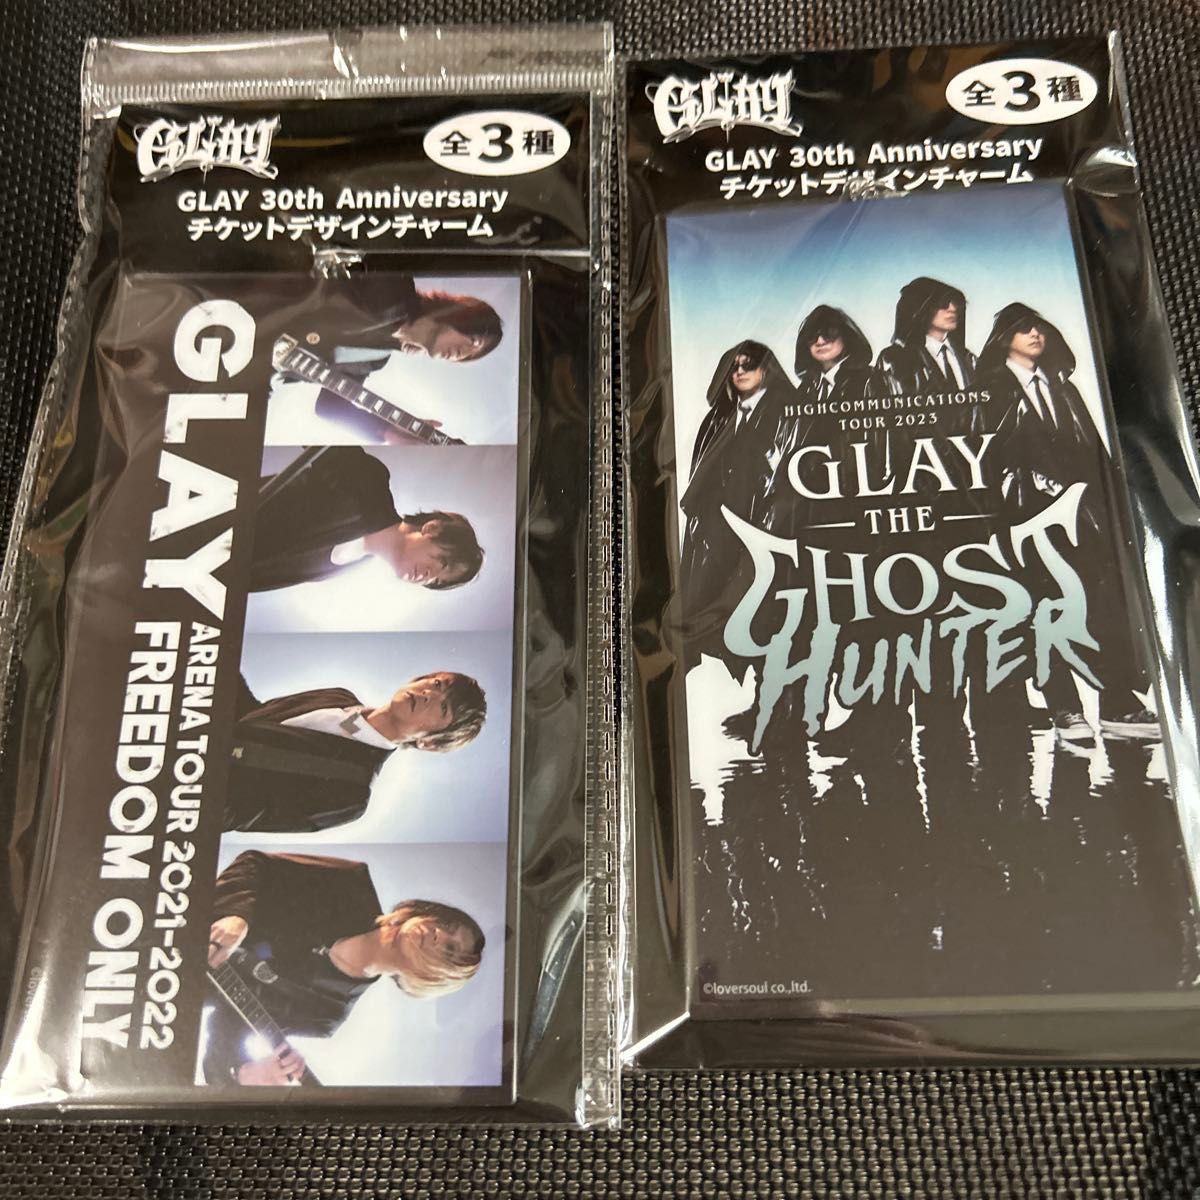 GLAY
全3種
GLAY 30th Anniversary
チケットデザインチャーム
GLAY
ARENA TOUR 2021-2022
FREEDOM ONLY
GLAY
全3種
GLAY 30th Anniversary
チケットデザインチャーム
HIGHCOMMUNICATIONS
TOUR 2023
GLAY
THE
GHOST
HUNTER
©loversoul co.,ltd.